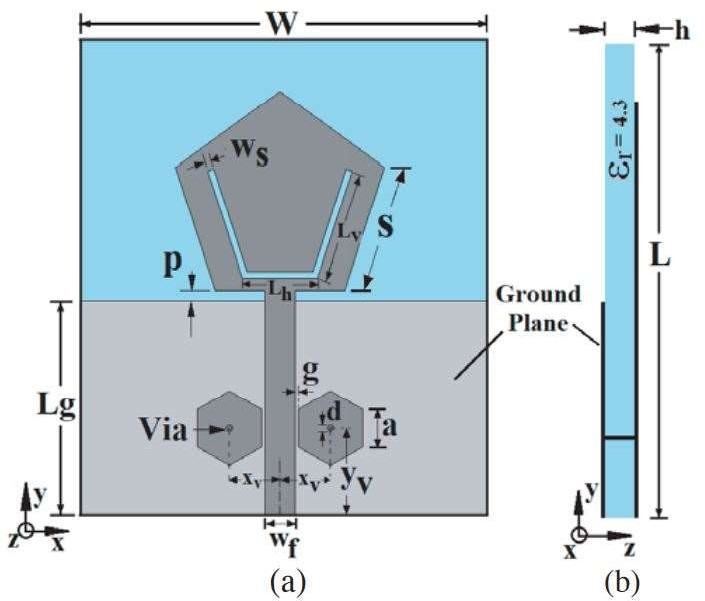 W
h
wS
εr = 4.3
Lv
S
p
Lh
L
Ground
Plane
g
Lg
d
a
Via
xv
xv
yv
y
z
x
wf
y
x
z
(a)
(b)